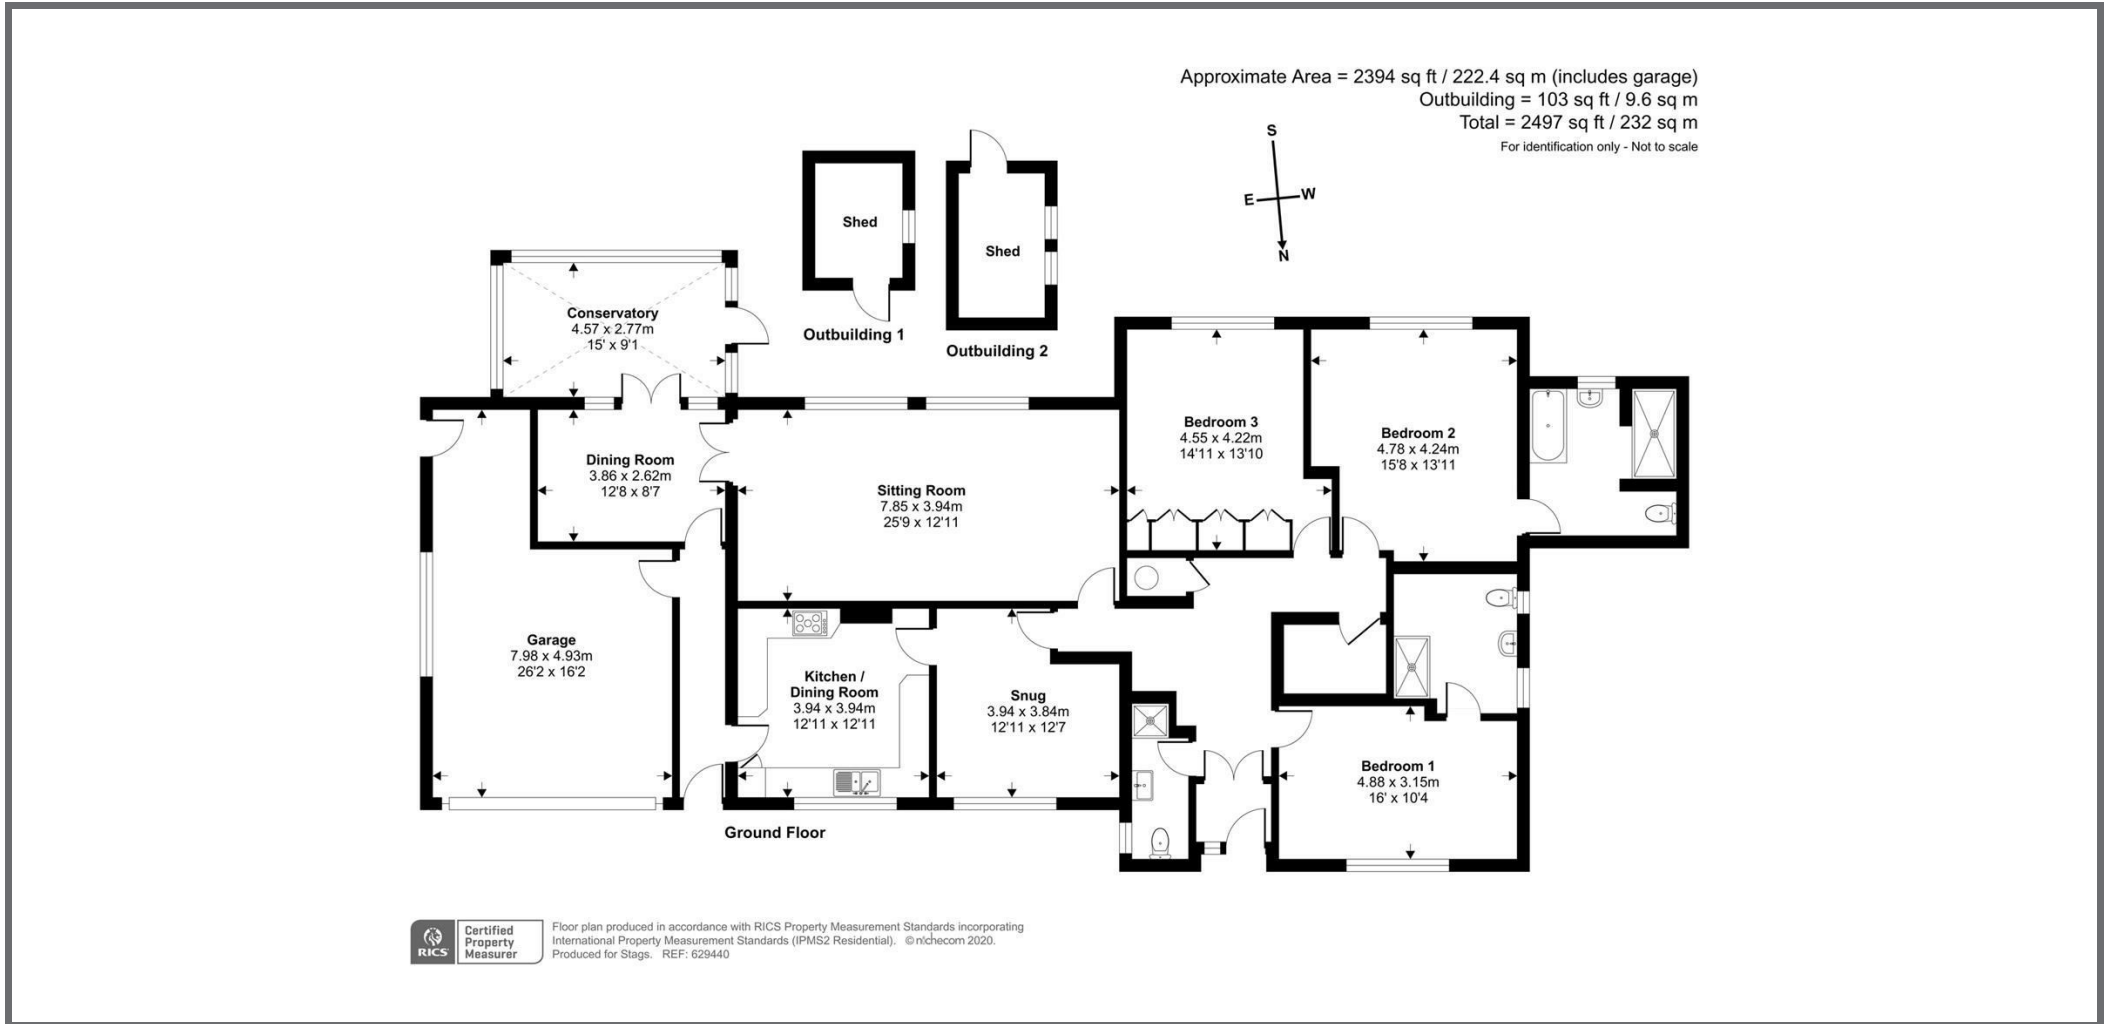 Approximate Area = 2394 sq ft / 222.4 sq m (includes garage)
Outbuilding = 103 sq ft / 9.6 sq m
Total = 2497 sq ft / 232 sq m
For identification only - Not to scale
S
E
W
N
Shed
Outbuilding 1
Shed
Outbuilding 2
Conservatory
4.57 x 2.77m
15' x 9'1
Dining Room
3.86 x 2.62m
12'8 x 8'7
Sitting Room
7.85 x 3.94m
25'9 x 12'11
Bedroom 3
4.55 x 4.22m
14'11 x 13'10
Bedroom 2
4.78 x 4.24m
15'8 x 13'11
Garage
7.98 x 4.93m
26'2 x 16'2
Kitchen /
Dining Room
3.94 x 3.94m
12'11 x 12'11
Snug
3.94 x 3.84m
12'11 x 12'7
Bedroom 1
4.88 x 3.15m
16' x 10'4
Ground Floor
RICS
Certified
Property
Measurer
Floor plan produced in accordance with RICS Property Measurement Standards incorporating
International Property Measurement Standards (IPMS2 Residential). © nichecom 2020.
Produced for Stags. REF: 629440